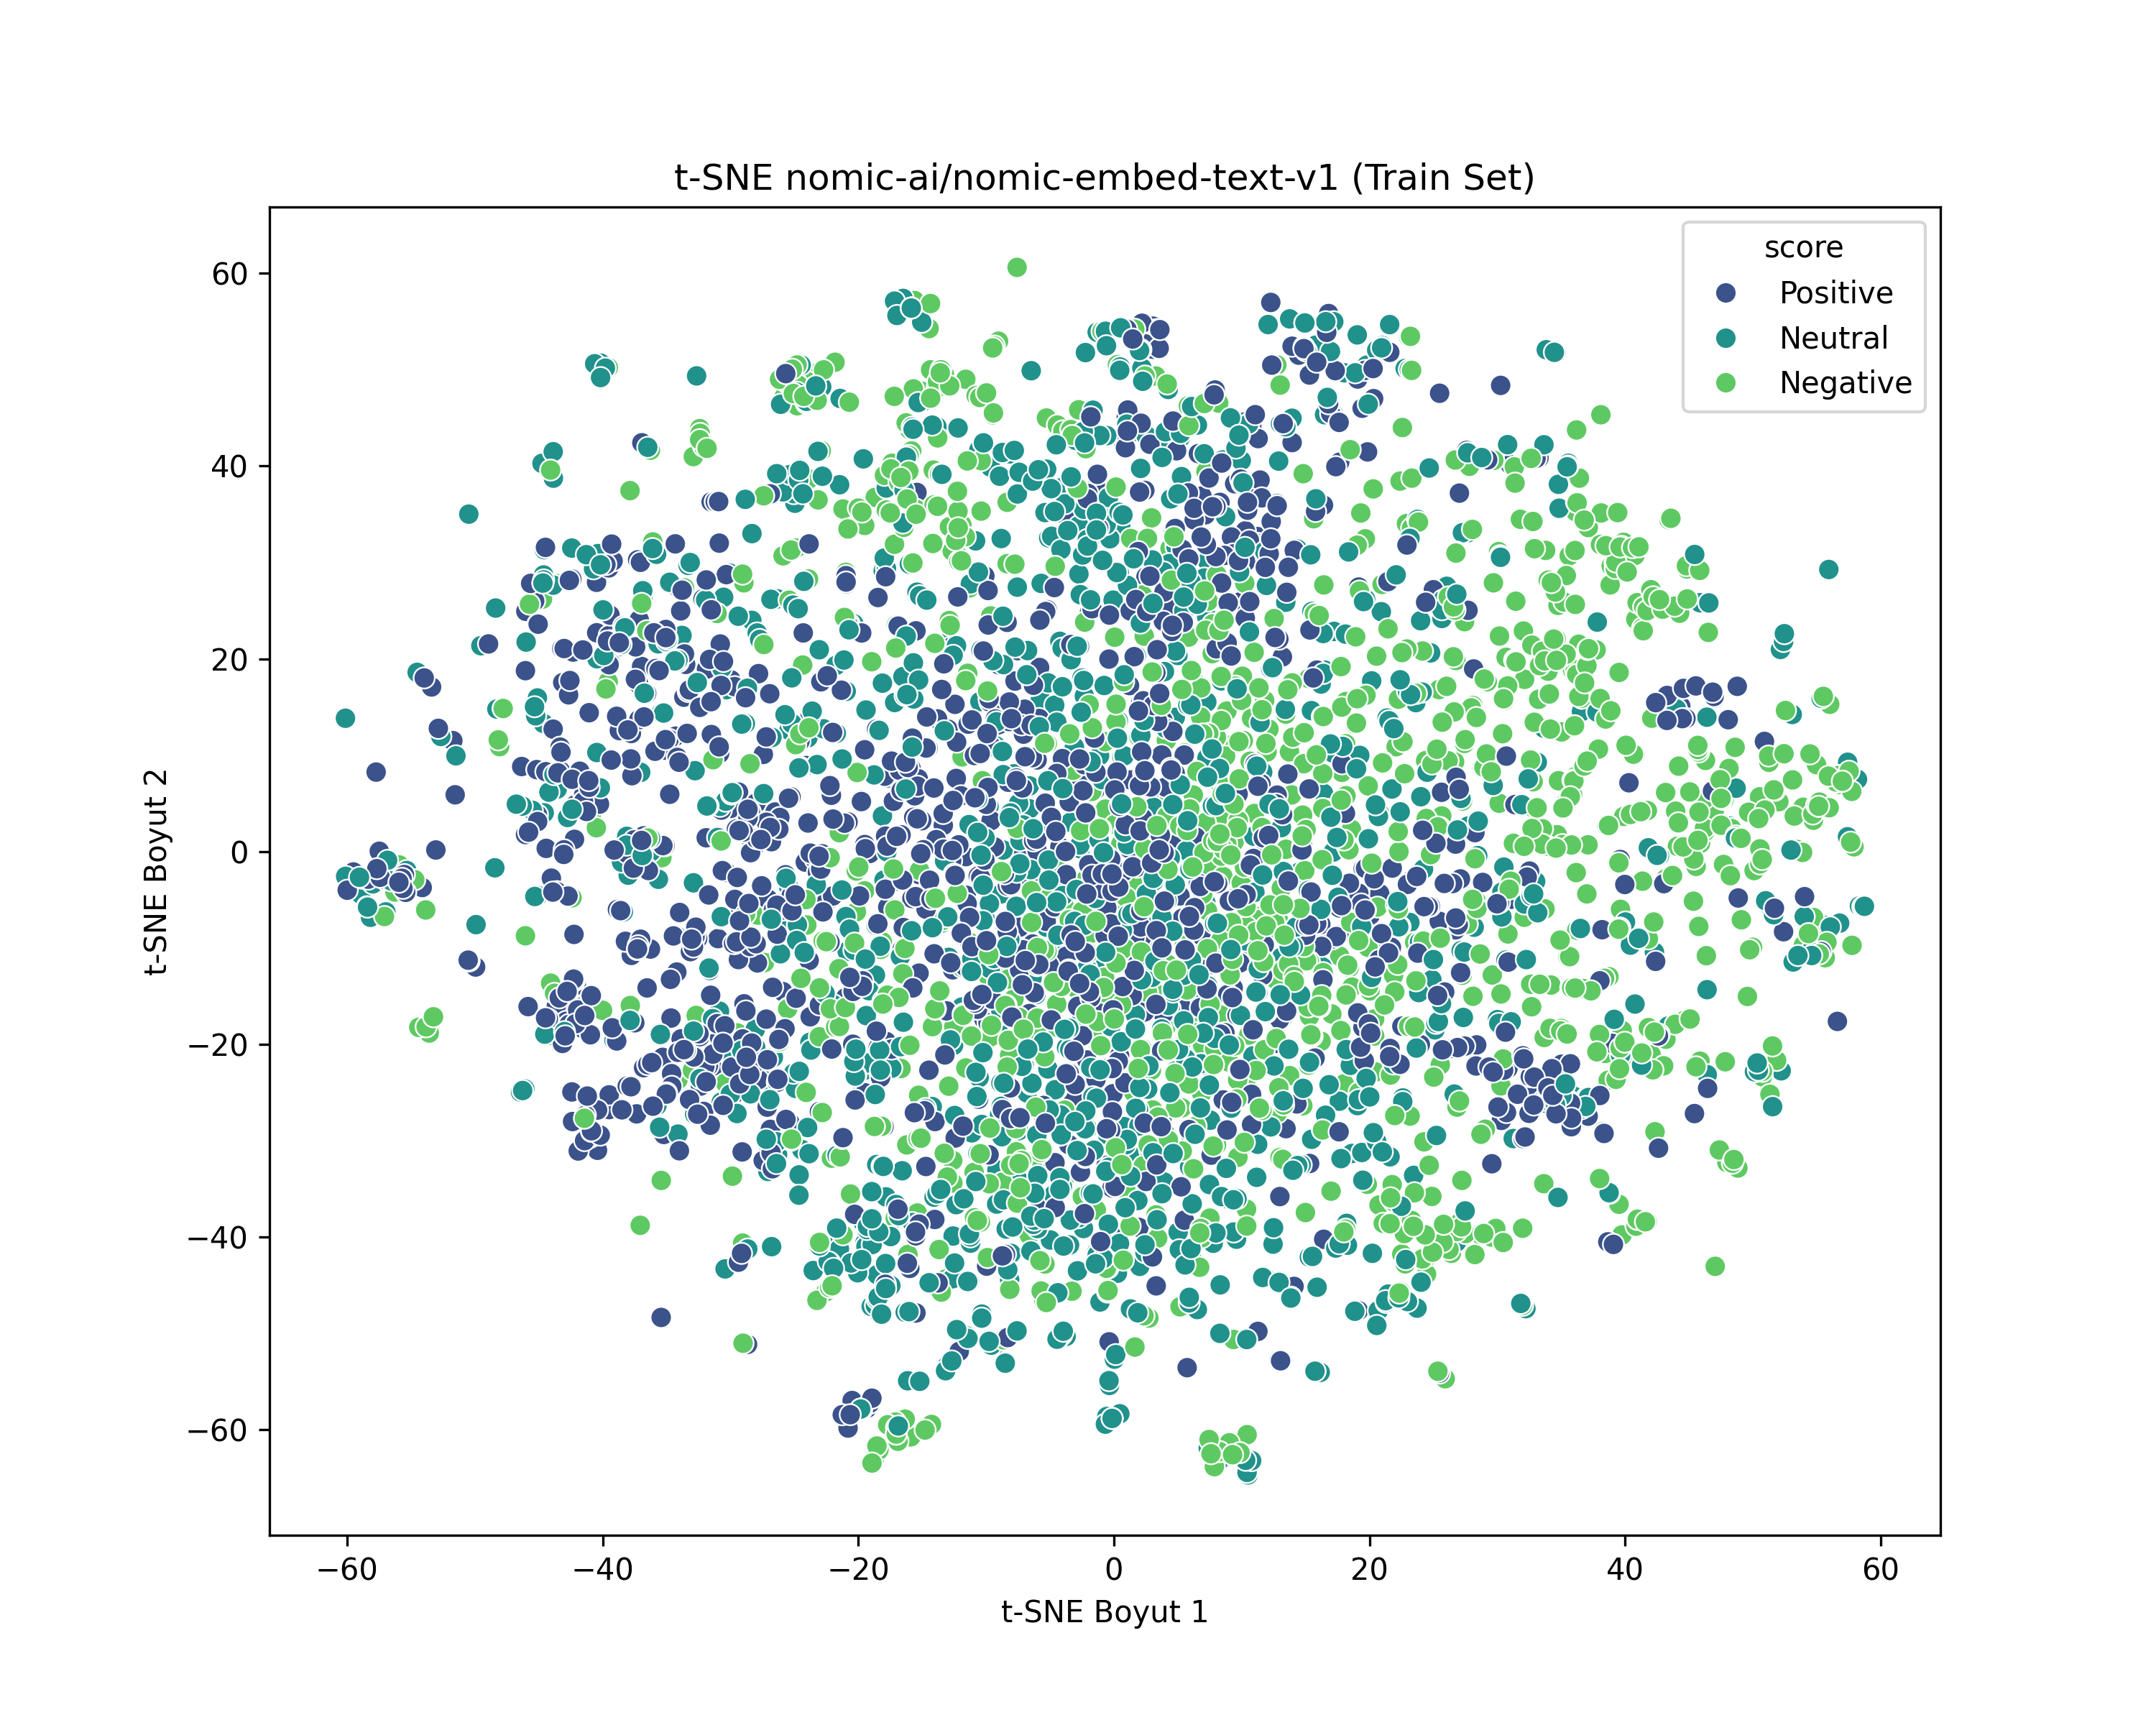 t-SNE nomic-ai/nomic-embed-text-v1 (Train Set)
score
Positive
Neutral
Negative
60
40
20
0
−20
−40
−60
t-SNE Boyut 2
−60 −40 −20 0 20 40 60
t-SNE Boyut 1